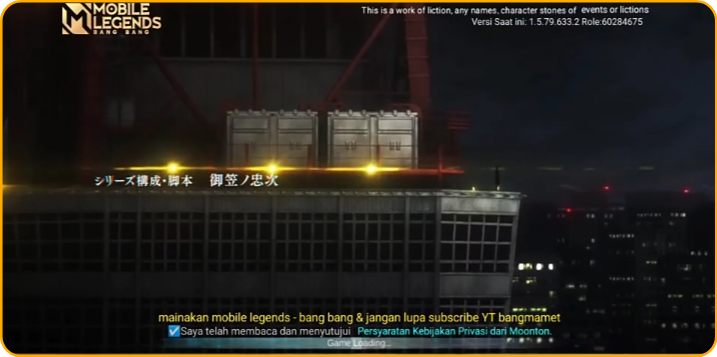 MOBILE
LEGENDS
BANG BANG
This is a work of liction, any names, character stones of events or lictions
Versi Saat ini: 1.5.79.633.2 Role:60284675
シリーズ構成・脚本 御笠ノ忠次
mainakan mobile legends - bang bang & jangan lupa subscribe YT bangmamet
Saya telah membaca dan menyutujui Persyaratan Kebijakan Privasi dari Moonton.
Game Loading...